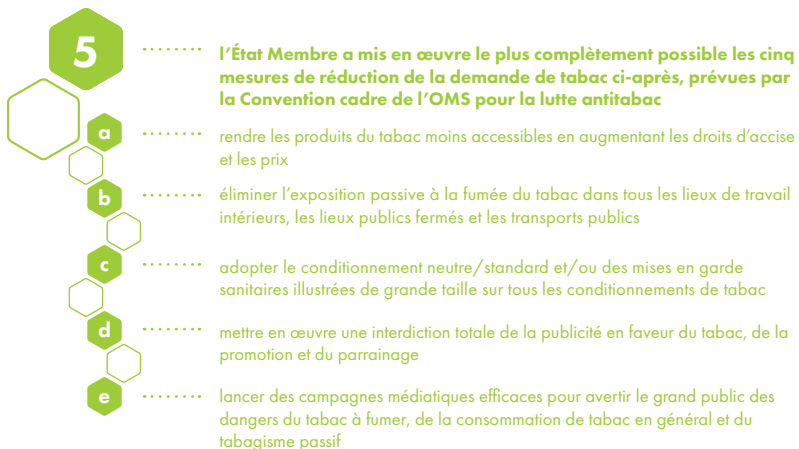 5
l'État Membre a mis en œuvre le plus complètement possible les cinq
mesures de réduction de la demande de tabac ci-après, prévues par
la Convention cadre de l'OMS pour la lutte antitabac
a
rendre les produits du tabac moins accessibles en augmentant les droits d'accise
et les prix
b
éliminer l'exposition passive à la fumée du tabac dans tous les lieux de travail
intérieurs, les lieux publics fermés et les transports publics
c
adopter le conditionnement neutre/standard et/ou des mises en garde
sanitaires illustrées de grande taille sur tous les conditionnements de tabac
d
mettre en œuvre une interdiction totale de la publicité en faveur du tabac, de la
promotion et du parrainage
e
lancer des campagnes médiatiques efficaces pour avertir le grand public des
dangers du tabac à fumer, de la consommation de tabac en général et du
tabagisme passif